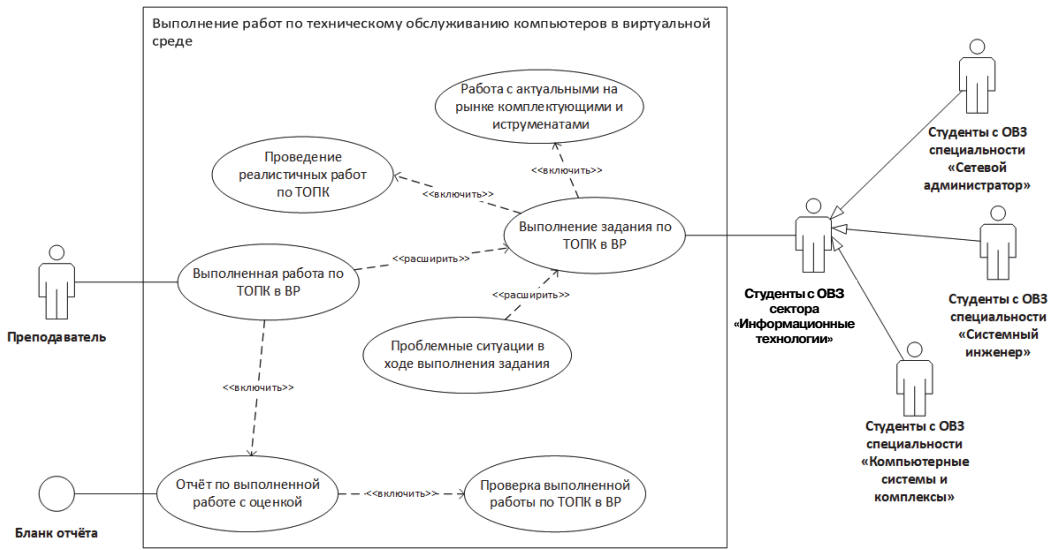 Выполнение работ по техническому обслуживанию компьютеров в виртуальной
среде
Работа с актуальными на
рынке комплектующими и
иструменатами
<<включить>>
Проведение
реалистичных работ
по ТОПК
<<включить>>
Выполнение задания по
ТОПК в ВР
<<расширить>>
Выполненная работа по
ТОПК в ВР
<<расширить>>
Проблемные ситуации в
ходе выполнения задания
<<включить>>
Отчёт по выполненной
работе с оценкой
<<включить>>
Проверка выполненной
работы по ТОПК в ВР
Преподаватель
Бланк отчёта
Студенты с ОВЗ
сектора
«Информационные
технологии»
Студенты с ОВЗ
специальности
«Сетевой
администратор»
Студенты с ОВЗ
специальности
«Системный
инженер»
Студенты с ОВЗ
специальности
«Компьютерные
системы и
комплексы»